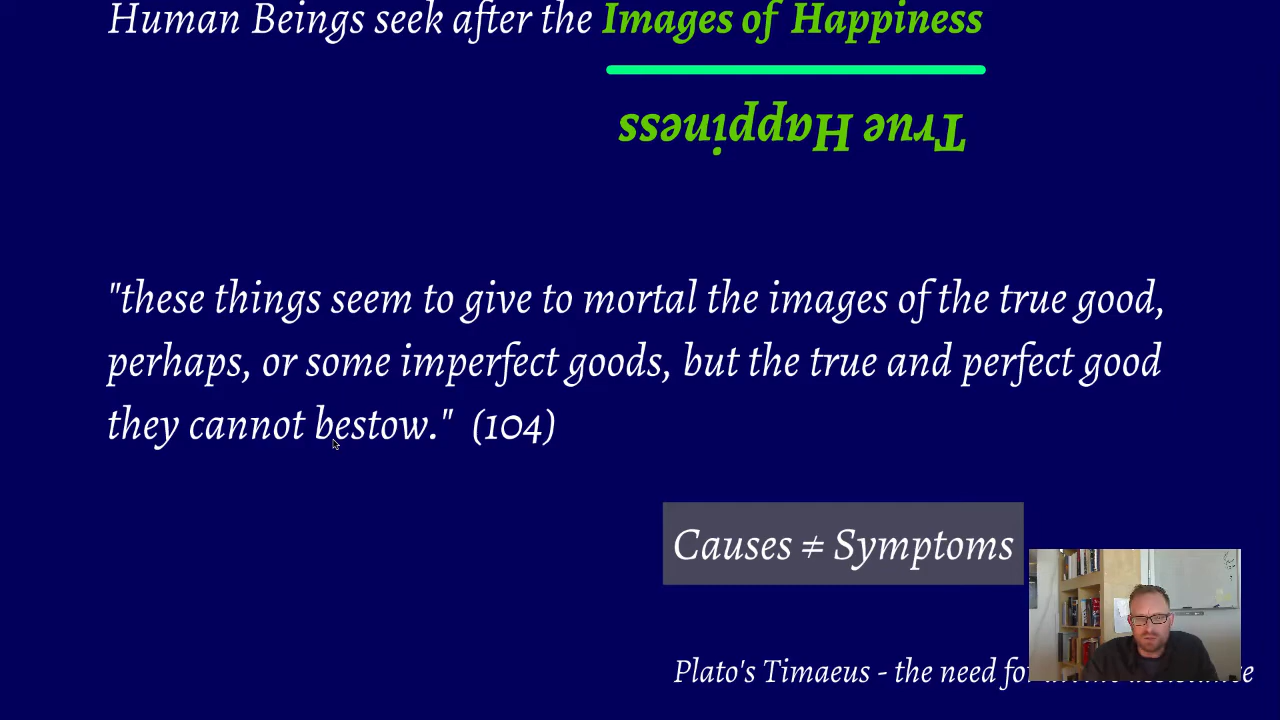 Human Beings seek after the Images of Happiness
True Happiness
"these things seem to give to mortal the images of the true good,
perhaps, or some imperfect goods, but the true and perfect good
they cannot bestow." (104)
Causes ≠ Symptoms
Plato's Timaeus - the need for